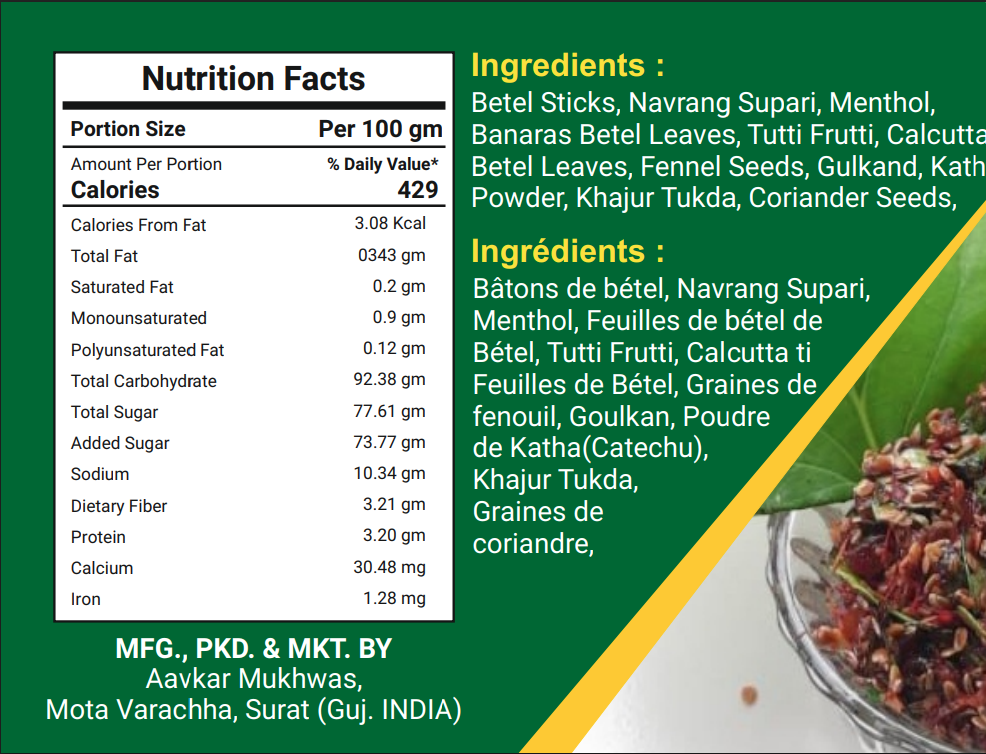 Nutrition Facts
Portion Size Per 100 gm
Amount Per Portion % Daily Value*
Calories 429
Calories From Fat 3.08 Kcal
Total Fat 0343 gm
Saturated Fat 0.2 gm
Monounsaturated 0.9 gm
Polyunsaturated Fat 0.12 gm
Total Carbohydrate 92.38 gm
Total Sugar 77.61 gm
Added Sugar 73.77 gm
Sodium 10.34 gm
Dietary Fiber 3.21 gm
Protein 3.20 gm
Calcium 30.48 mg
Iron 1.28 mg
MFG., PKD. & MKT. BY
Aavkar Mukhwas,
Mota Varachha, Surat (Guj. INDIA)
Ingredients :
Betel Sticks, Navrang Supari, Menthol,
Banaras Betel Leaves, Tutti Frutti, Calcutta
Betel Leaves, Fennel Seeds, Gulkand, Kath
Powder, Khajur Tukda, Coriander Seeds,
Ingrédients :
Bâtons de bétel, Navrang Supari,
Menthol, Feuilles de bétel de
Bétel, Tutti Frutti, Calcutta ti
Feuilles de Bétel, Graines de
fenouil, Goulkan, Poudre
de Katha(Catechu),
Khajur Tukda,
Graines de
coriandre,